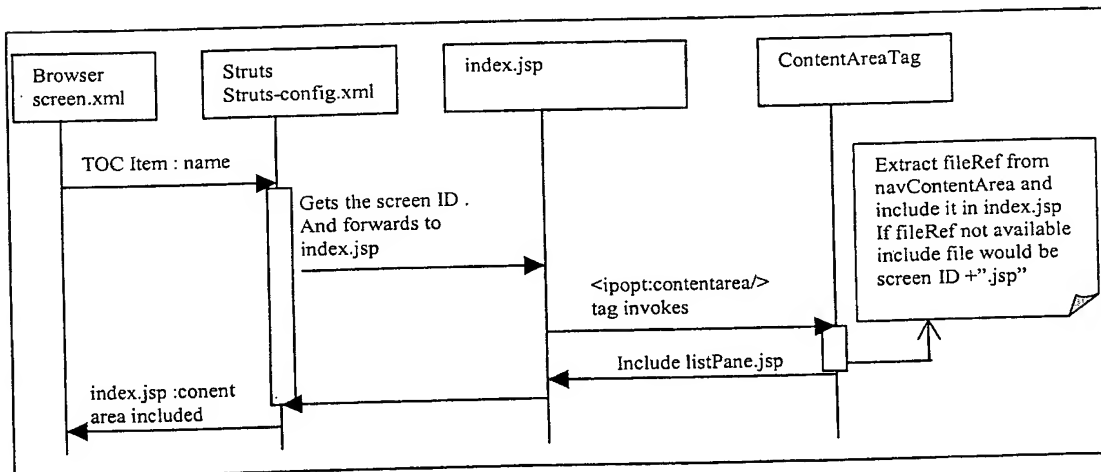 Browser
screen.xml
Struts
Struts-config.xml
index.jsp
ContentAreaTag
TOC Item : name
Gets the screen ID .
And forwards to
index.jsp
<ipopt:contentarea/>
tag invokes
Extract fileRef from
navContentArea and
include it in index.jsp
If fileRef not available
include file would be
screen ID +".jsp"
Include listPane.jsp
index.jsp :conent
area included